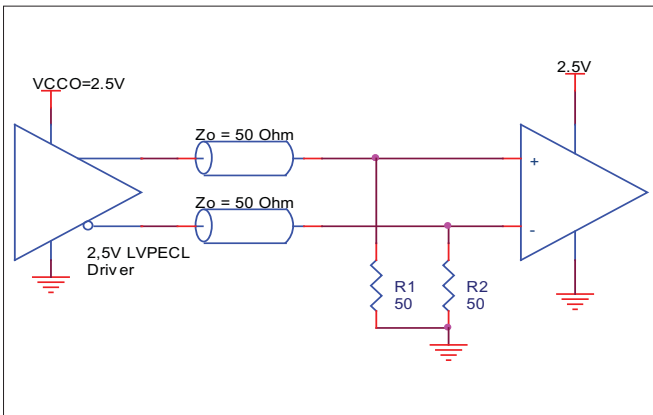 VCCO=2.5V
2.5V
Zo = 50 Ohm
Zo = 50 Ohm
+
-
2,5V LVPECL
Driver
R1
50
R2
50